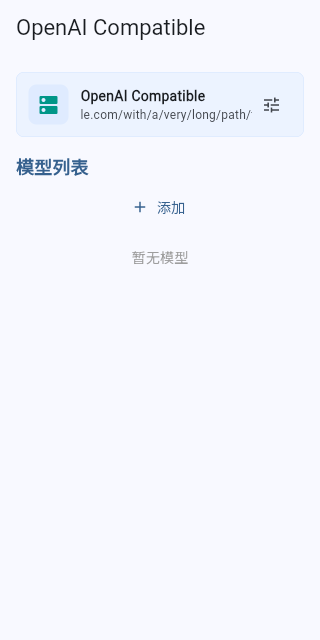 OpenAI Compatible
OpenAI Compatible
le.com/with/a/very/long/path/
模型列表
添加
暂无模型